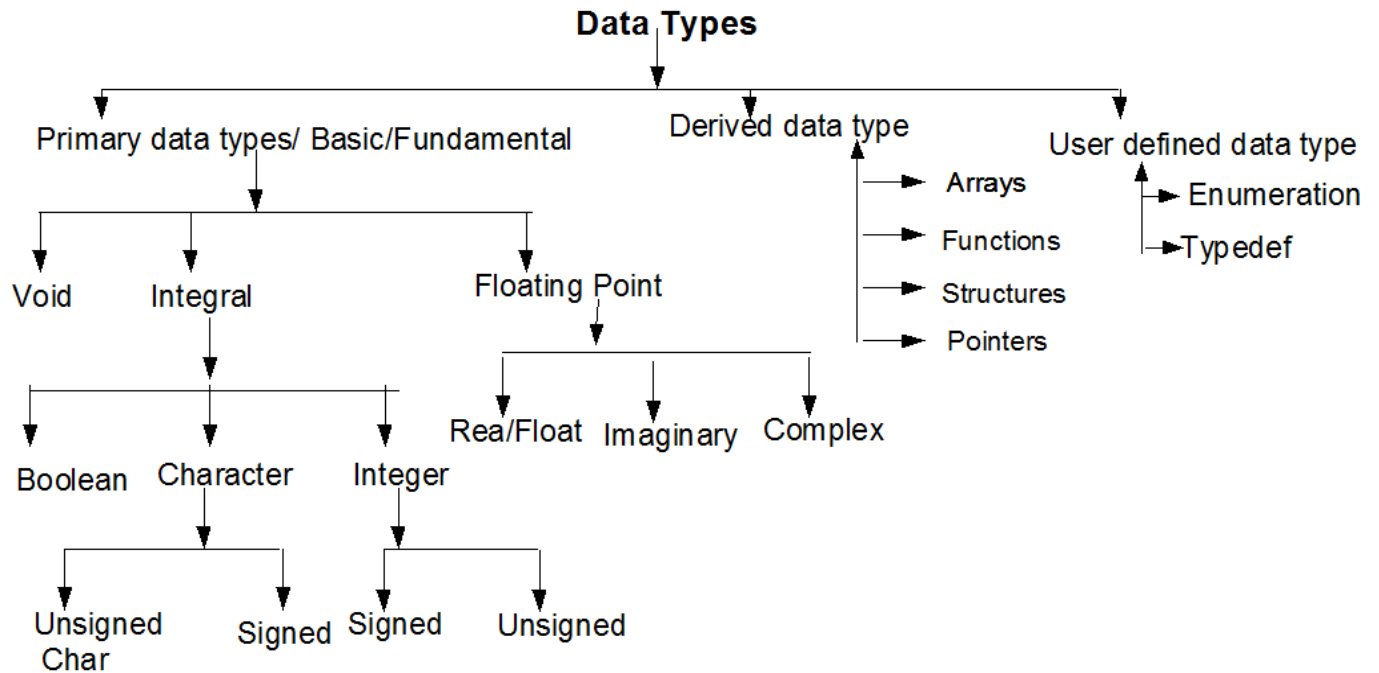 Data Types
Primary data types/ Basic/Fundamental
Derived data type
User defined data type
Arrays
Functions
Structures
Pointers
Enumeration
Typedef
Void
Integral
Floating Point
Rea/Float
Imaginary
Complex
Boolean
Character
Integer
Unsigned
Char
Signed
Signed
Unsigned